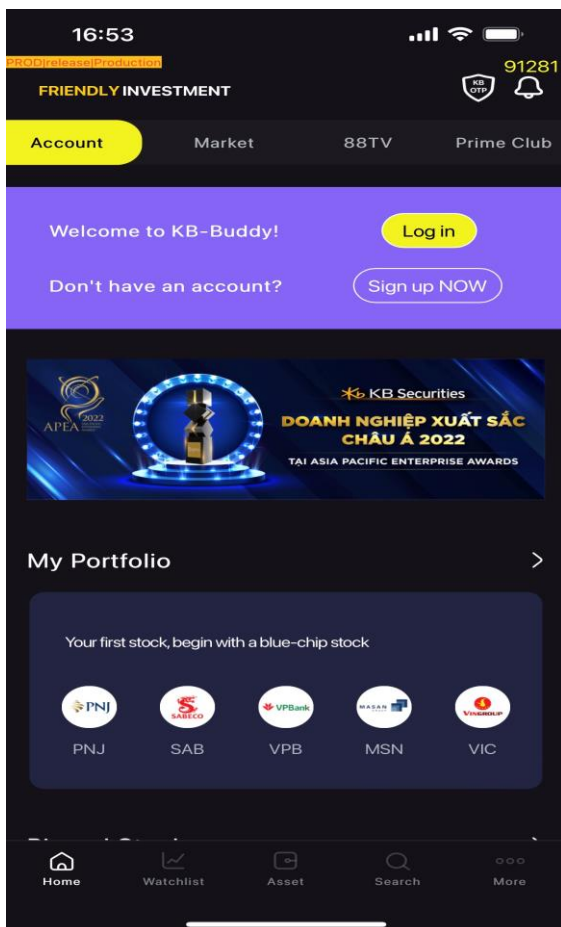 16:53
PROD|release|Production
91281
FRIENDLY INVESTMENT
KB OTP
Account Market 88TV Prime Club
Welcome to KB-Buddy!
Log in
Don't have an account?
Sign up NOW
APEA 2022
KB Securities
DOANH NGHIỆP XUẤT SẮC
CHÂU Á 2022
TẠI ASIA PACIFIC ENTERPRISE AWARDS
My Portfolio
Your first stock, begin with a blue-chip stock
PNJ SABECO VPBank MASAN VINGROUP
PNJ SAB VPB MSN VIC
Home Watchlist Asset Search More